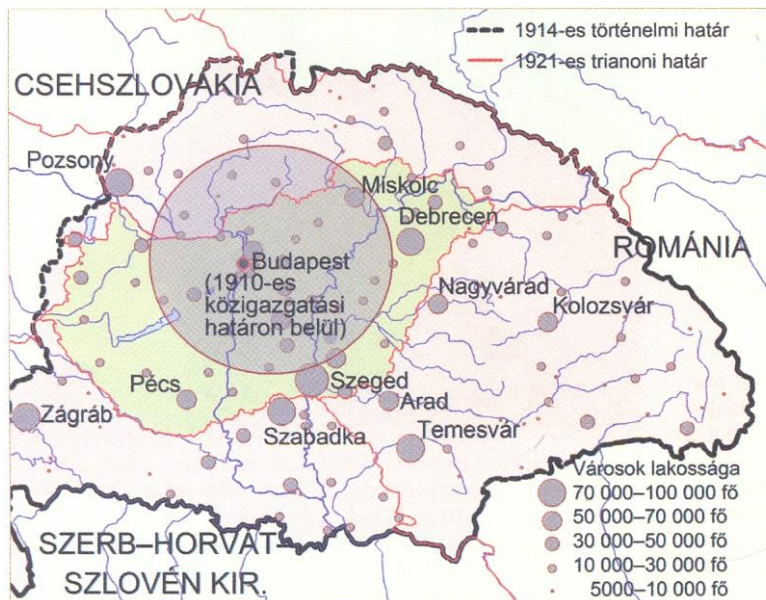 1914-es történelmi határ
1921-es trianoni határ
CSEHSZLOVÁKIA
Pozsony
Miskolc
Debrecen
ROMÁNIA
Budapest
(1910-es
közigazgatási
határon belül)
Nagyvárad
Kolozsvár
Pécs
Szeged
Arad
Zágráb
Szabadka
Temesvár
Városok lakossága
70 000–100 000 fő
50 000–70 000 fő
30 000–50 000 fő
10 000–30 000 fő
5000–10 000 fő
SZERB–HORVÁT–
SZLOVÉN KIR.